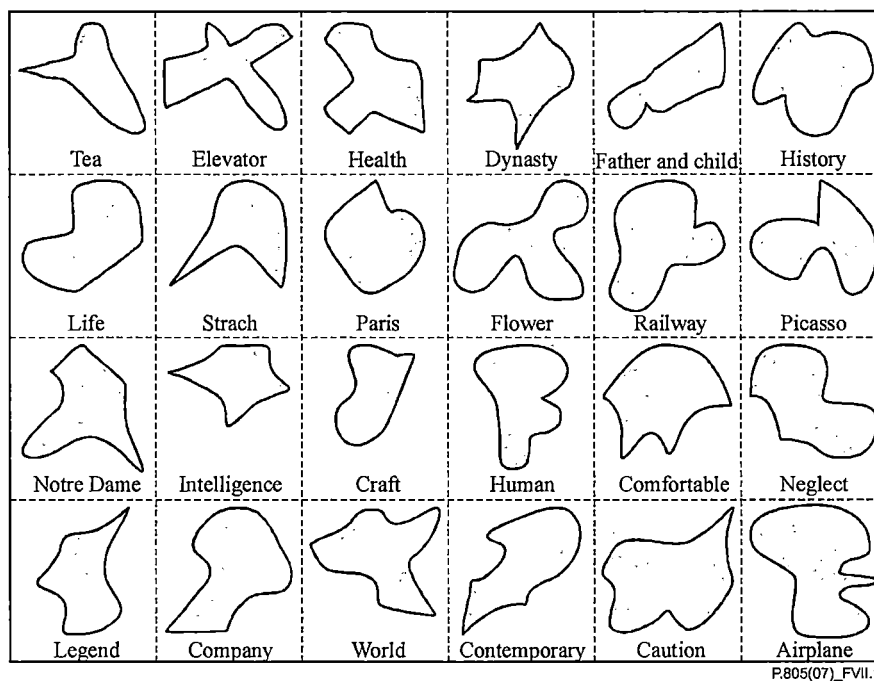 Tea Elevator Health Dynasty Father and child History
Life Strach Paris Flower Railway Picasso
Notre Dame Intelligence Craft Human Comfortable Neglect
Legend Company World Contemporary Caution Airplane
P.805(07)_FVII.